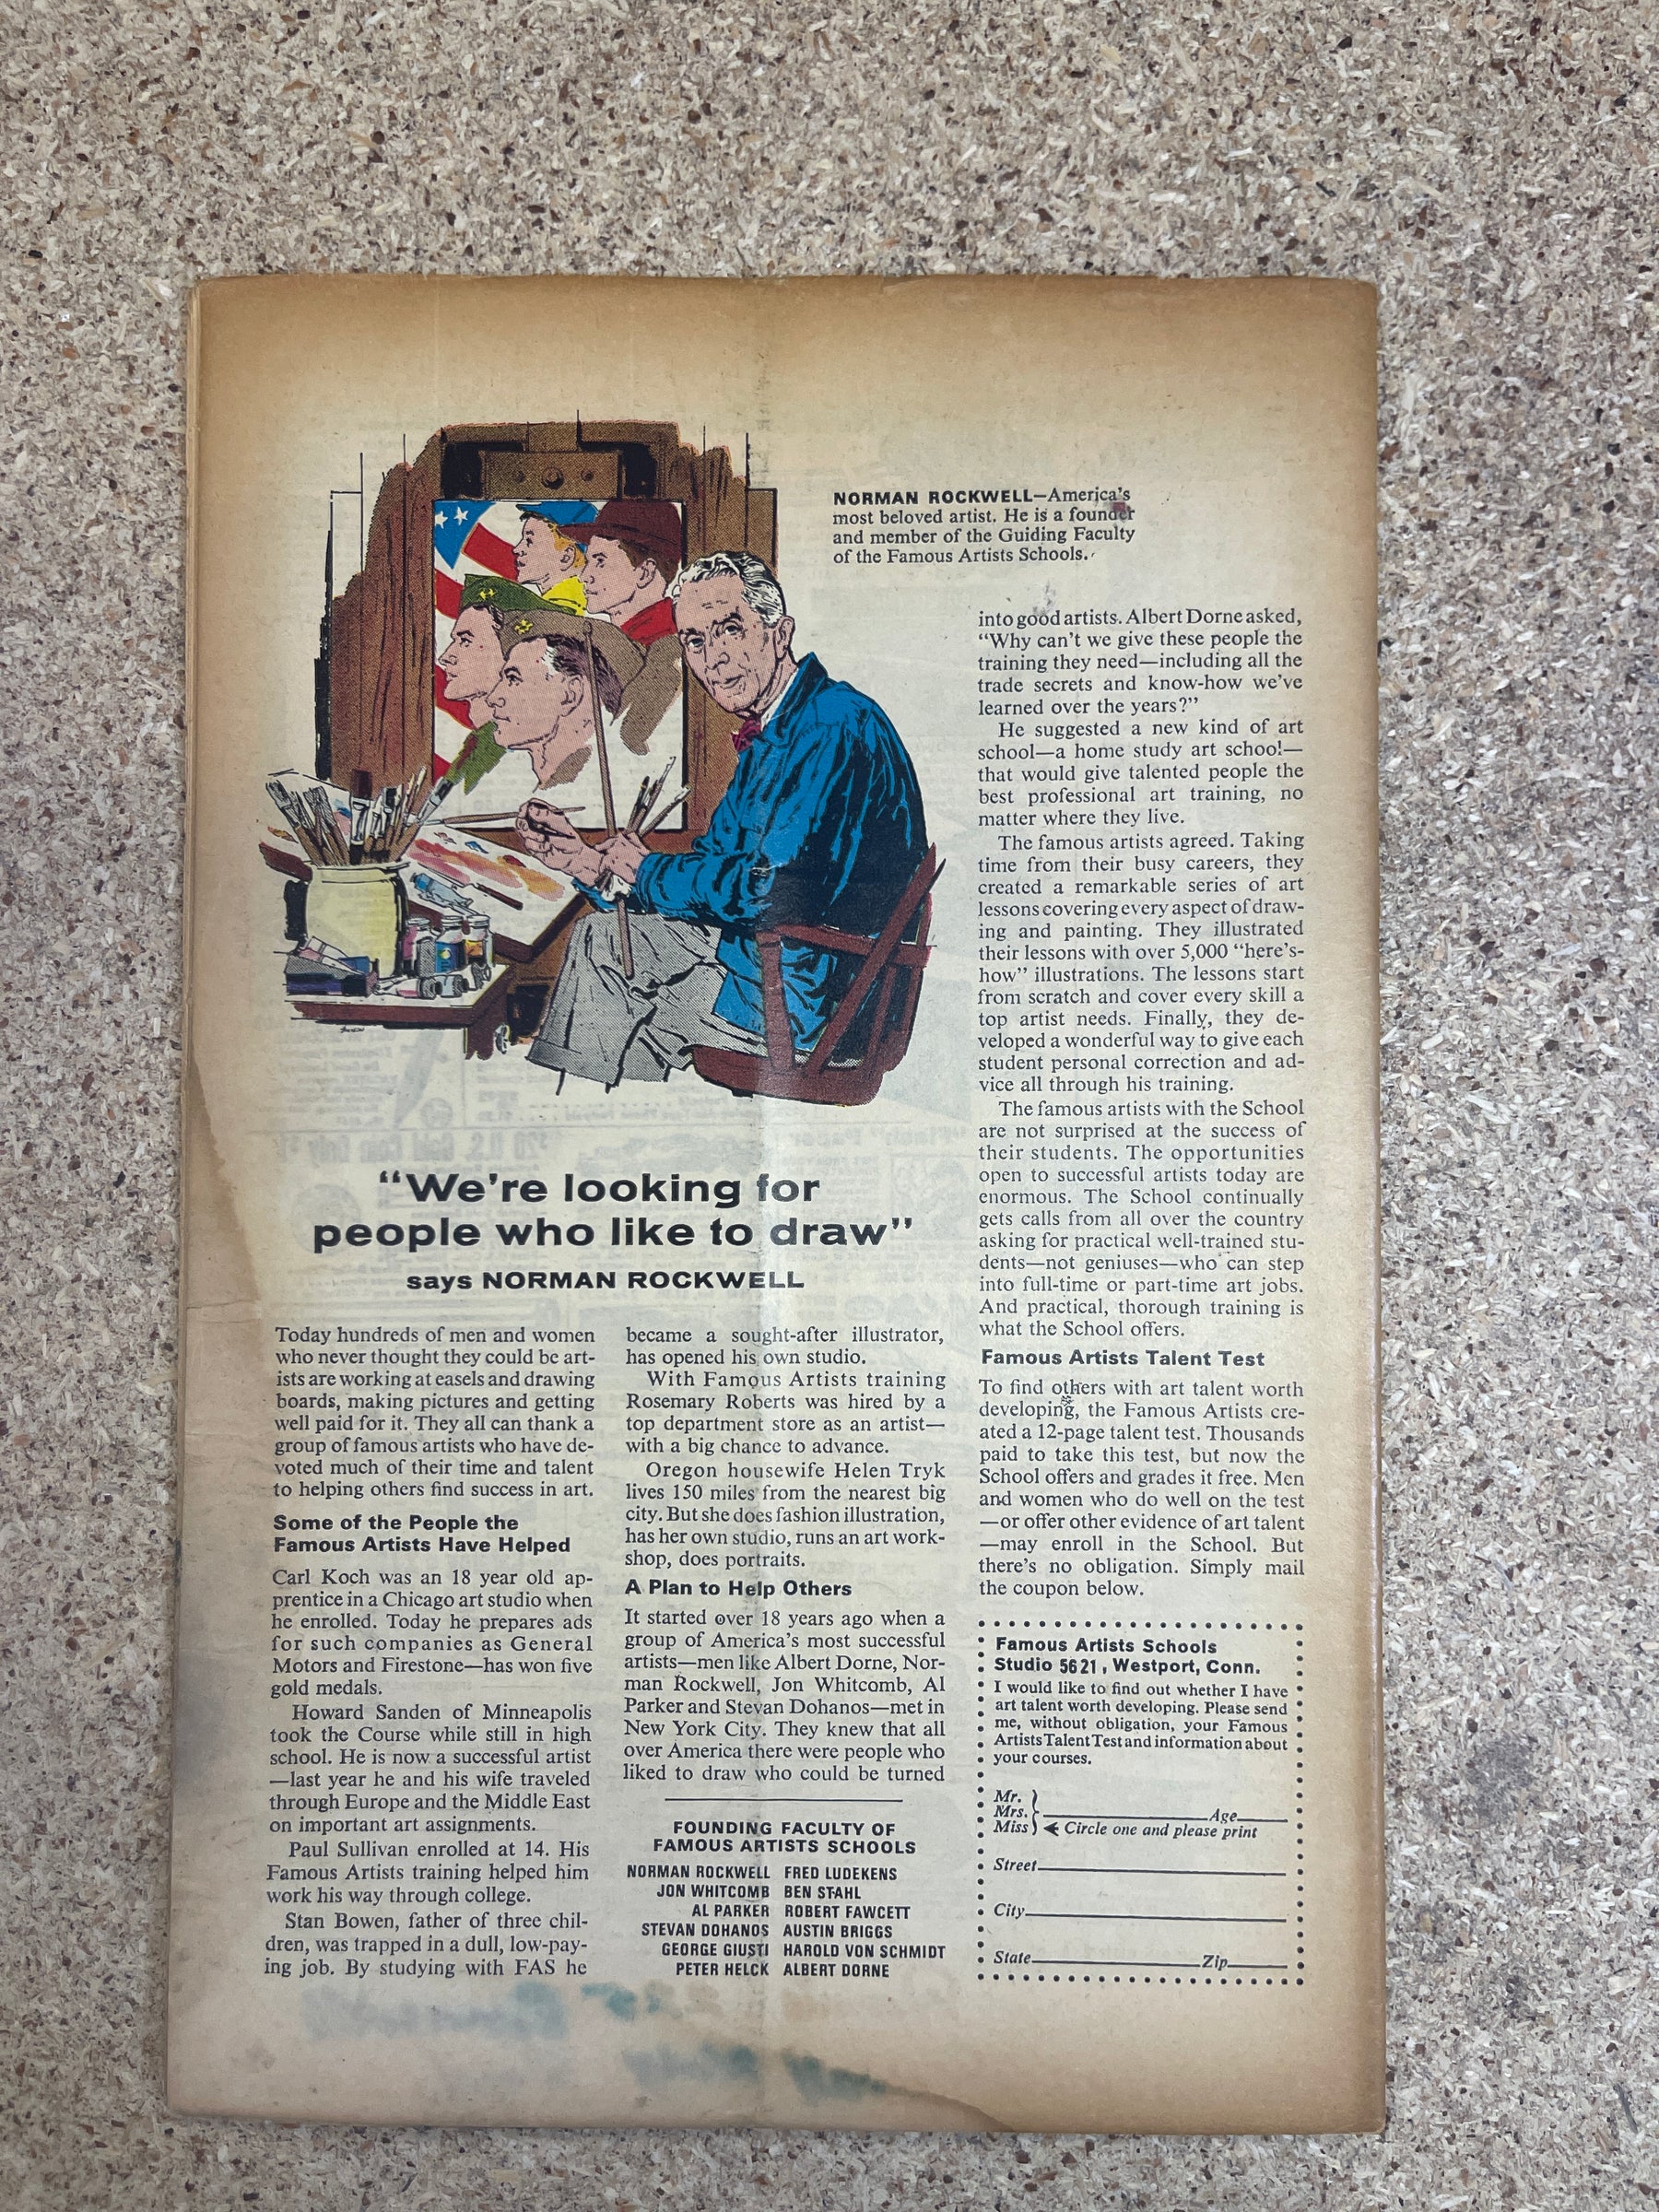 NORMAN ROCKWELL—America's
most beloved artist. He is a founder
and member of the Guiding Faculty
of the Famous Artists Schools.
"We're looking for
people who like to draw"
says NORMAN ROCKWELL
Today hundreds of men and women
who never thought they could be art-
ists are working at easels and drawing
boards, making pictures and getting
well paid for it. They all can thank a
group of famous artists who have de-
voted much of their time and talent
to helping others find success in art.
Some of the People the
Famous Artists Have Helped
Carl Koch was an 18 year old ap-
prentice in a Chicago art studio when
he enrolled. Today he prepares ads
for such companies as General
Motors and Firestone—has won five
gold medals.
Howard Sanden of Minneapolis
took the Course while still in high
school. He is now a successful artist
—last year he and his wife traveled
through Europe and the Middle East
on important art assignments.
Paul Sullivan enrolled at 14. His
Famous Artists training helped him
work his way through college.
Stan Bowen, father of three chil-
dren, was trapped in a dull, low-pay-
ing job. By studying with FAS he
became a sought-after illustrator,
has opened his own studio.
With Famous Artists training
Rosemary Roberts was hired by a
top department store as an artist—
with a big chance to advance.
Oregon housewife Helen Tryk
lives 150 miles from the nearest big
city. But she does fashion illustration,
has her own studio, runs an art work-
shop, does portraits.
A Plan to Help Others
It started over 18 years ago when a
group of America's most successful
artists—men like Albert Dorne, Nor-
man Rockwell, Jon Whitcomb, Al
Parker and Stevan Dohanos—met in
New York City. They knew that all
over America there were people who
liked to draw who could be turned
FOUNDING FACULTY OF
FAMOUS ARTISTS SCHOOLS
NORMAN ROCKWELL FRED LUDEKENS
JON WHITCOMB BEN STAHL
AL PARKER ROBERT FAWCETT
STEVAN DOHANOS AUSTIN BRIGGS
GEORGE GIUSTI HAROLD VON SCHMIDT
PETER HELCK ALBERT DORNE
into good artists. Albert Dorne asked,
"Why can't we give these people the
training they need—including all the
trade secrets and know-how we've
learned over the years?"
He suggested a new kind of art
school—a home study art school—
that would give talented people the
best professional art training, no
matter where they live.
The famous artists agreed. Taking
time from their busy careers, they
created a remarkable series of art
lessons covering every aspect of draw-
ing and painting. They illustrated
their lessons with over 5,000 "here's-
how" illustrations. The lessons start
from scratch and cover every skill a
top artist needs. Finally, they de-
veloped a wonderful way to give each
student personal correction and ad-
vice all through his training.
The famous artists with the School
are not surprised at the success of
their students. The opportunities
open to successful artists today are
enormous. The School continually
gets calls from all over the country
asking for practical well-trained stu-
dents—not geniuses—who can step
into full-time or part-time art jobs.
And practical, thorough training is
what the School offers.
Famous Artists Talent Test
To find others with art talent worth
developing, the Famous Artists cre-
ated a 12-page talent test. Thousands
paid to take this test, but now the
School offers and grades it free. Men
and women who do well on the test
—or offer other evidence of art talent
—may enroll in the School. But
there's no obligation. Simply mail
the coupon below.
Famous Artists Schools
Studio 5621, Westport, Conn.
I would like to find out whether I have
art talent worth developing. Please send
me, without obligation, your Famous
Artists Talent Test and information about
your courses.
Mr.
Mrs. Age
Miss Circle one and please print
Street
City
State Zip